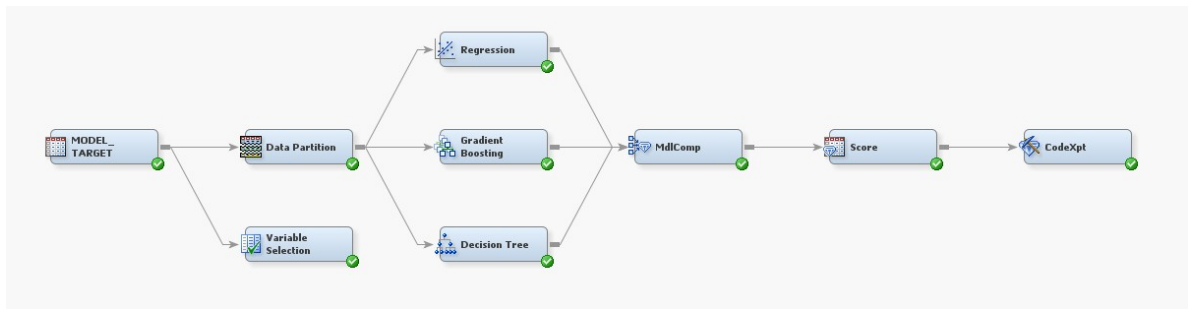 MODEL_
TARGET
Data Partition
Variable
Selection
Regression
Gradient
Boosting
Decision Tree
MdlComp
Score
CodeXpt